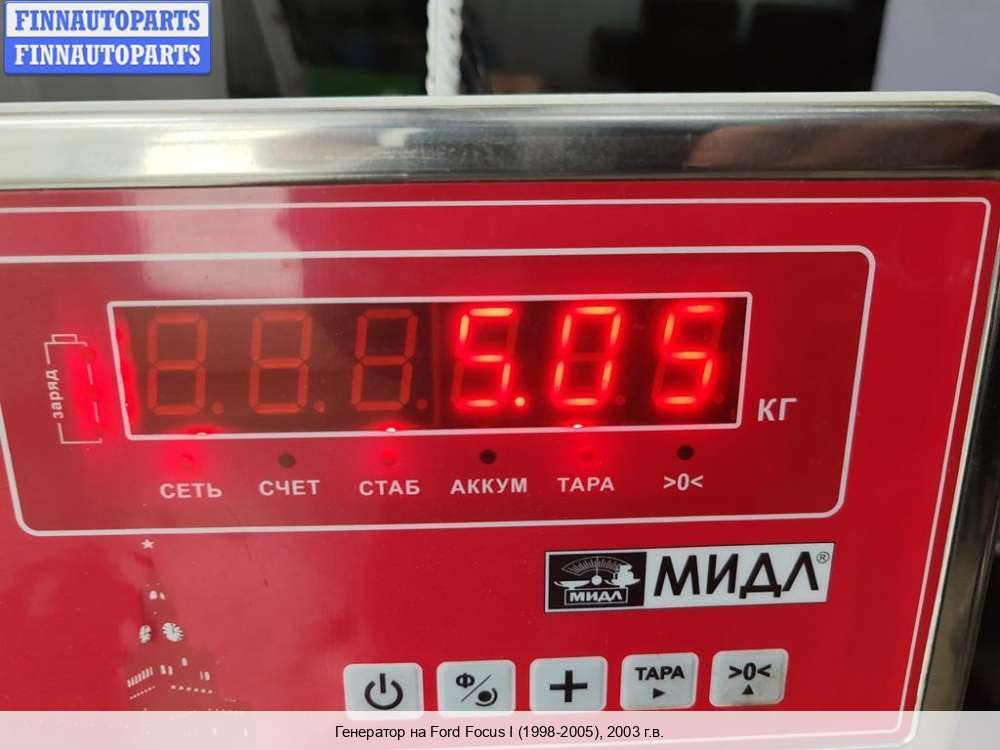 FINNAUTOPARTS
FINNAUTOPARTS
заряд
5.05
КГ
СЕТЬ СЧЕТ СТАБ АККУМ ТАРА >0<
МИДЛ МИДЛ®
Ф ТАРА >0<
Генератор на Ford Focus I (1998-2005), 2003 г.в.